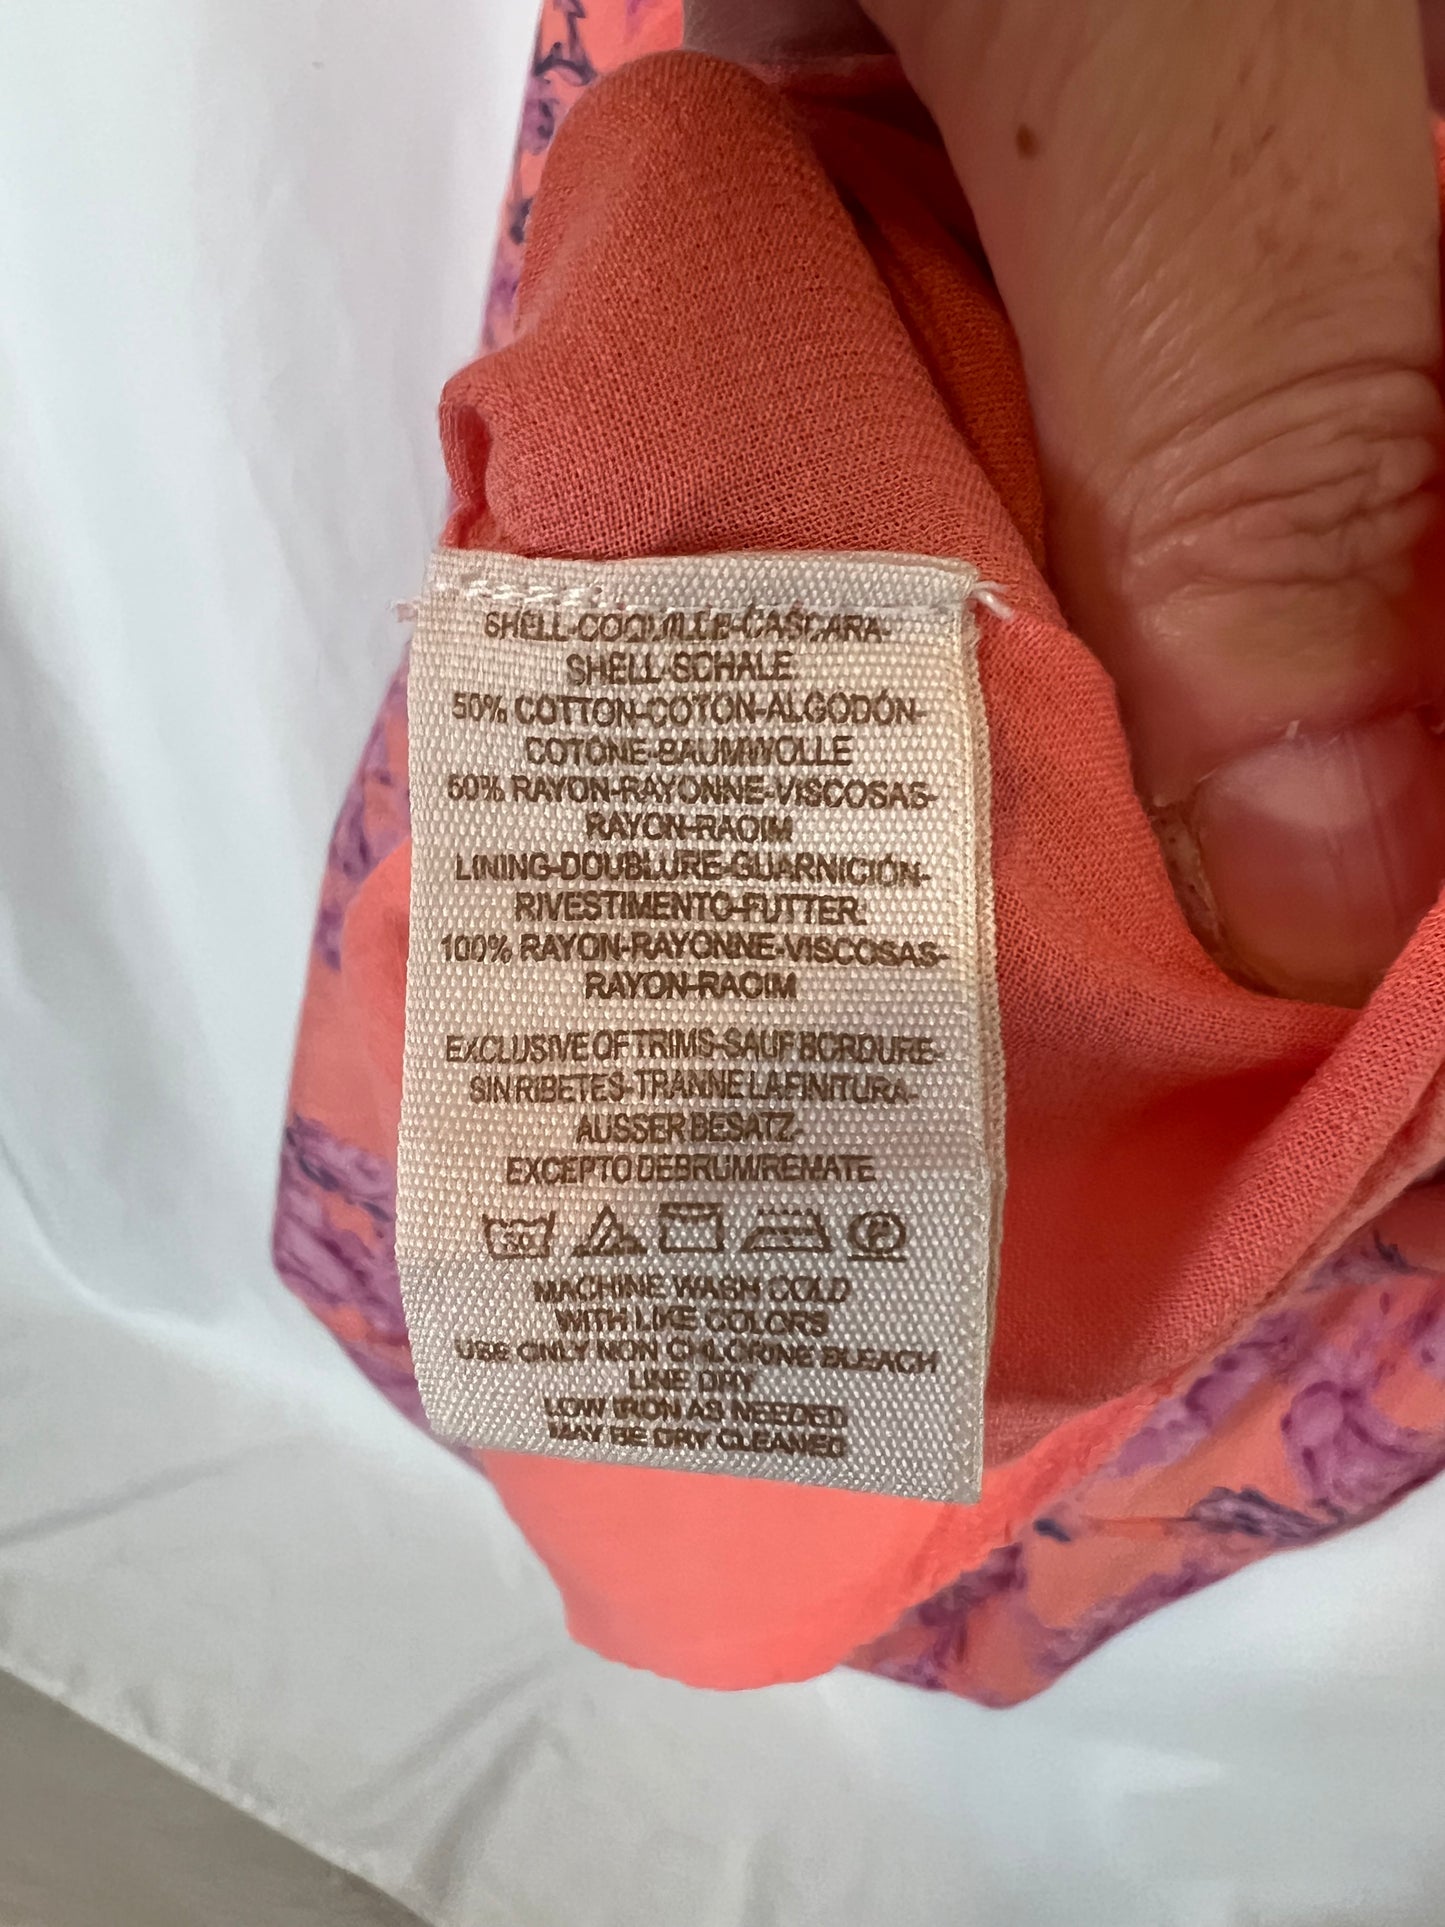 SHELL-COQUILLE-CASCARA-
SHELL-SCHALE
50% COTTON-COTON-ALGODÓN-
COTONE-BAUMWOLLE
50% RAYON-RAYONNE-VISCOSAS-
RAYON-RAOIM
LINING-DOUBLURE-GUARNICIÓN-
RIVESTIMENTO-FUTTER:
100% RAYON-RAYONNE-VISCOSAS-
RAYON-RAOIM
EXCLUSIVE OF TRIMS-SAUF BORDURE-
SIN RIBETES-TRANNE LA FINITURA-
AUSSER BESATZ-
EXCEPTO DEBRUM/REMATE
30 P
MACHINE WASH COLD
WITH LIKE COLORS
USE ONLY NON CHLORINE BLEACH
LINE DRY
LOW IRON AS NEEDED
MAY BE DRY CLEANED